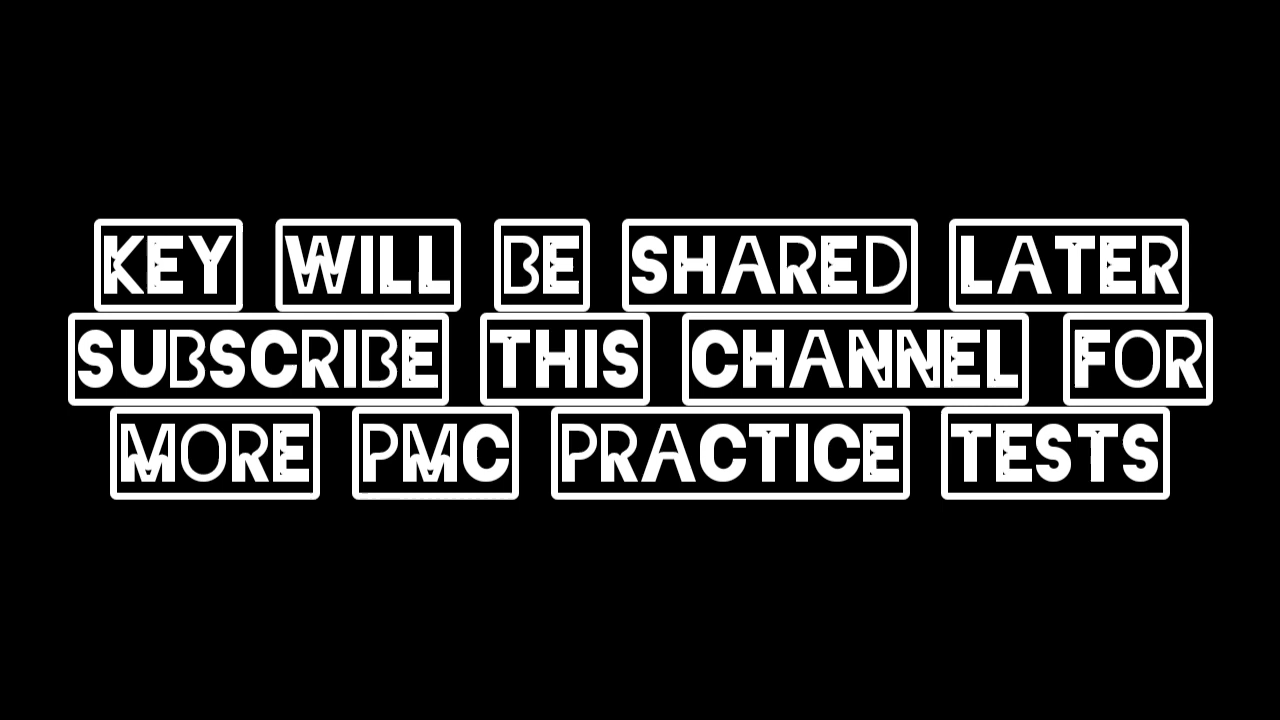 KEY WILL BE SHARED LATER
SUBSCRIBE THIS CHANNEL FOR
MORE PMC PRACTICE TESTS